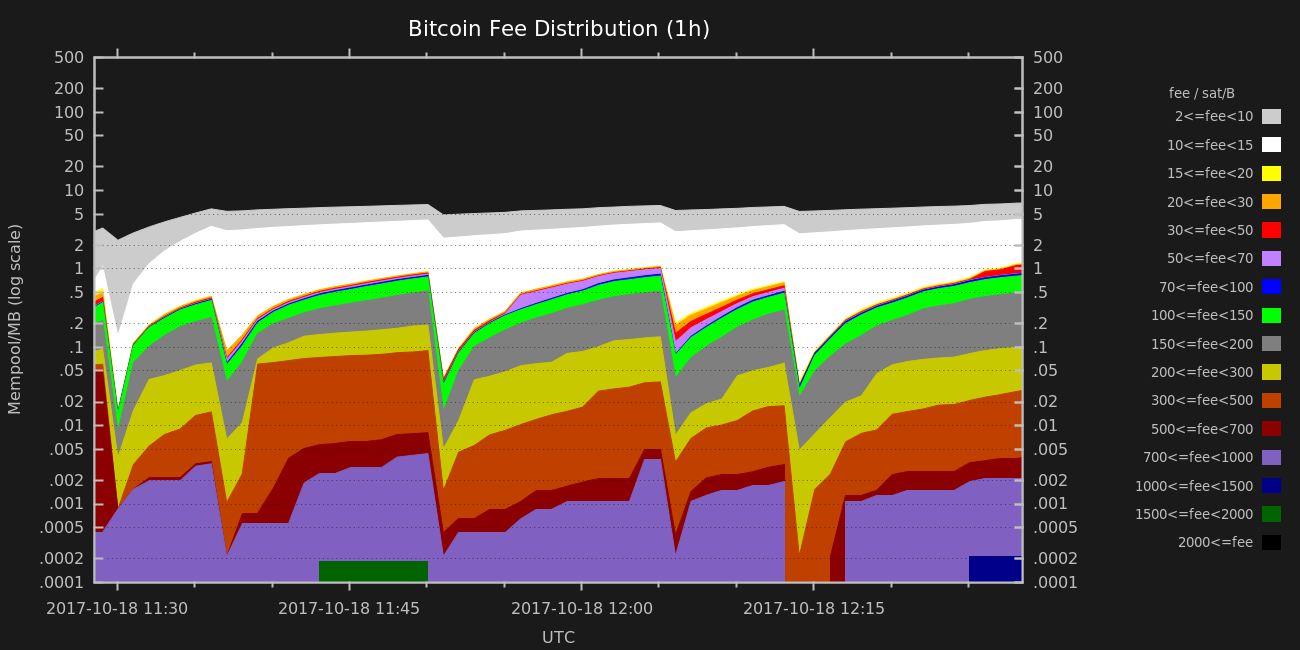 Bitcoin Fee Distribution (1h)
500 500
200 200
100 100
50 50
20 20
10 10
5 5
2 2
1 1
.5 .5
.2 .2
.1 .1
.05 .05
.02 .02
.01 .01
.005 .005
.002 .002
.001 .001
.0005 .0005
.0002 .0002
.0001 .0001
Mempool/MB (log scale)
2017-10-18 11:30 2017-10-18 11:45 2017-10-18 12:00 2017-10-18 12:15
UTC
fee / sat/B
2<=fee<10
10<=fee<15
15<=fee<20
20<=fee<30
30<=fee<50
50<=fee<70
70<=fee<100
100<=fee<150
150<=fee<200
200<=fee<300
300<=fee<500
500<=fee<700
700<=fee<1000
1000<=fee<1500
1500<=fee<2000
2000<=fee